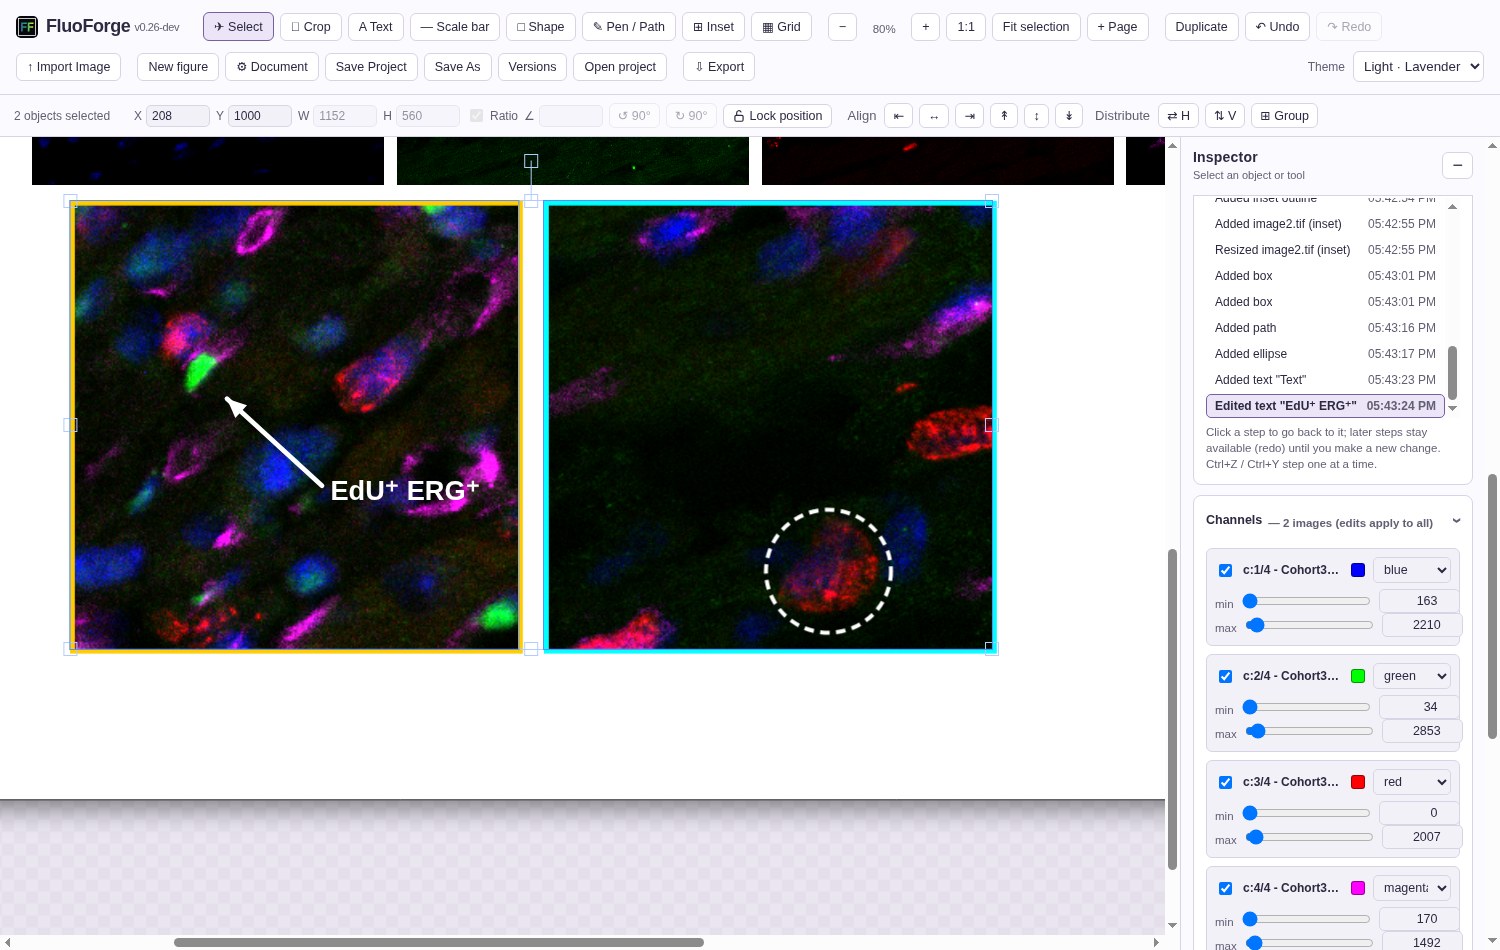 FF FluoForge v0.26-dev ✈ Select Crop A Text — Scale bar □ Shape ✎ Pen / Path ⊞ Inset ▦ Grid − 80% + 1:1 Fit selection + Page Duplicate ↶ Undo ↷ Redo
↑ Import Image New figure ⚙ Document Save Project Save As Versions Open project ⇩ Export Theme Light · Lavender
2 objects selected X 208 Y 1000 W 1152 H 560 Ratio ∠ ↺ 90° ↻ 90° Lock position Align ⇤ ↔ ⇥ ↟ ↕ ↡ Distribute ⇄ H ⇅ V ⊞ Group
EdU⁺ ERG⁺
Inspector
Select an object or tool
−
Added inset outline 05:42:54 PM
Added image2.tif (inset) 05:42:55 PM
Resized image2.tif (inset) 05:42:55 PM
Added box 05:43:01 PM
Added box 05:43:01 PM
Added path 05:43:16 PM
Added ellipse 05:43:17 PM
Added text "Text" 05:43:23 PM
Edited text "EdU⁺ ERG⁺" 05:43:24 PM
Click a step to go back to it; later steps stay
available (redo) until you make a new change.
Ctrl+Z / Ctrl+Y step one at a time.
Channels — 2 images (edits apply to all)
c:1/4 - Cohort3... blue
min 163
max 2210
c:2/4 - Cohort3... green
min 34
max 2853
c:3/4 - Cohort3... red
min 0
max 2007
c:4/4 - Cohort3... magenta
min 170
max 1492